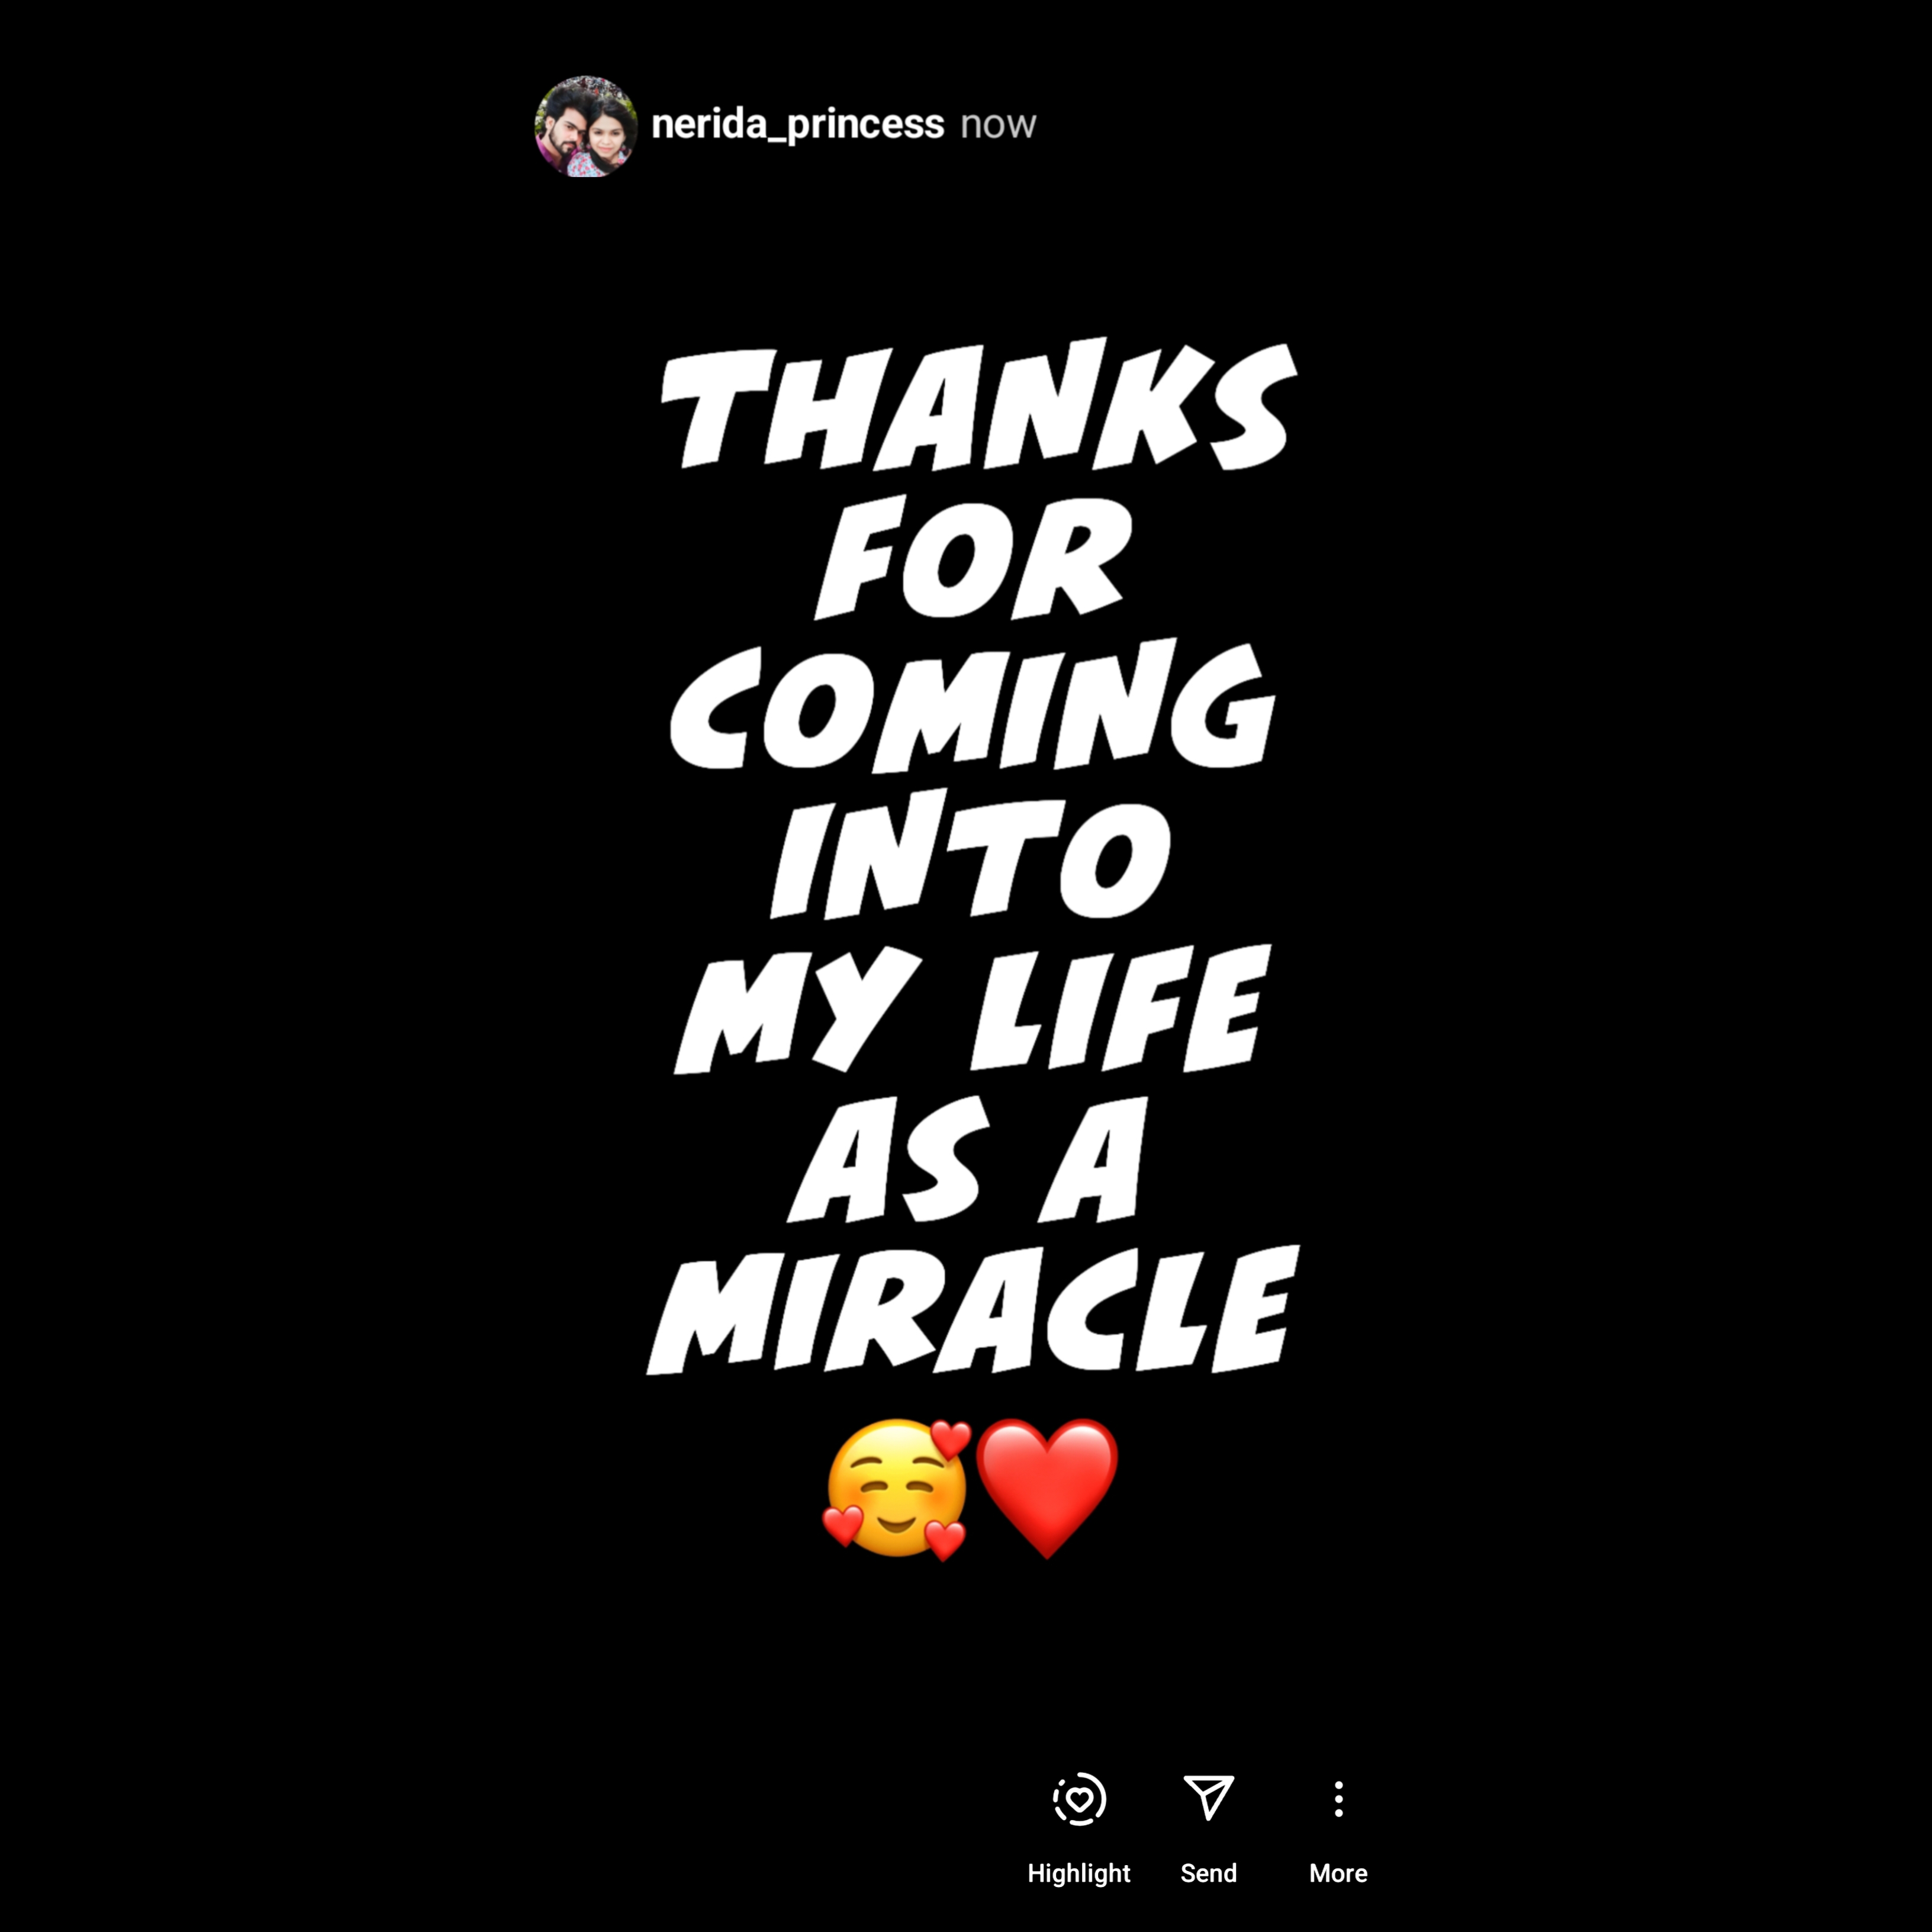 nerida_princess now
THANKS
FOR
COMING
INTO
MY LIFE
AS A
MIRACLE
🥰❤️
Highlight Send More